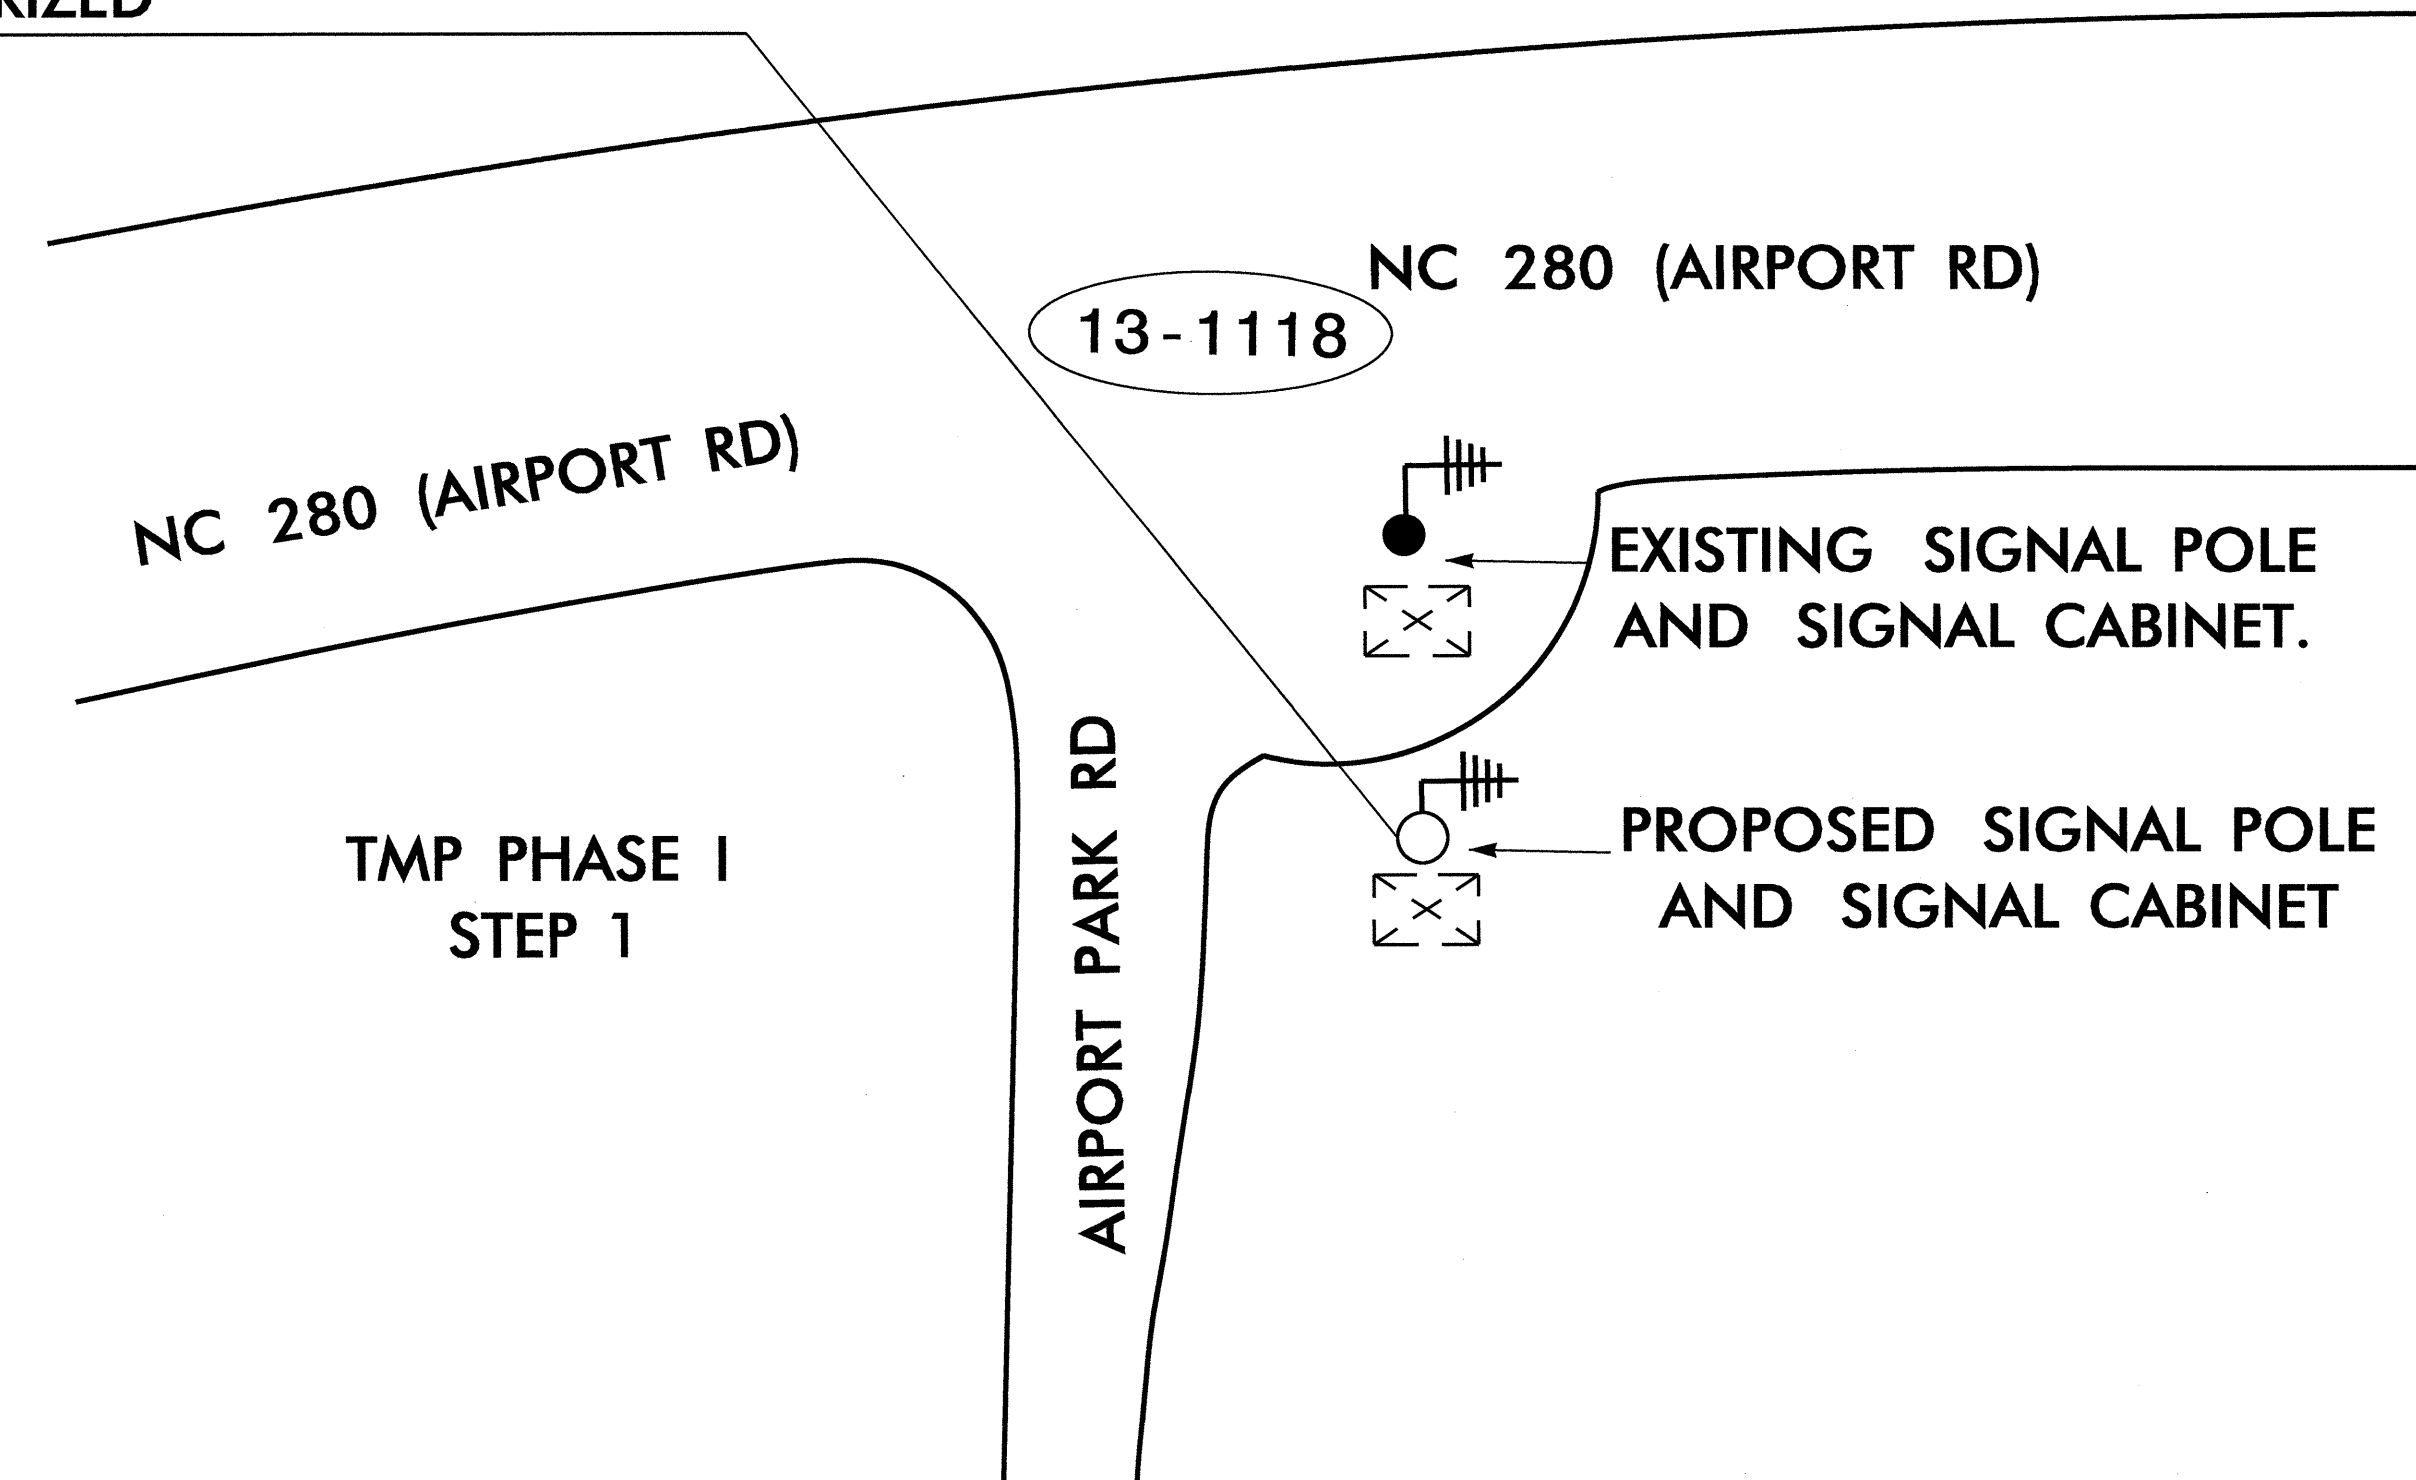 NC 280 (AIRPORT RD)
13-1118
NC 280 (AIRPORT RD)
EXISTING SIGNAL POLE
AND SIGNAL CABINET.
AIRPORT PARK RD
PROPOSED SIGNAL POLE
AND SIGNAL CABINET
TMP PHASE I
STEP 1